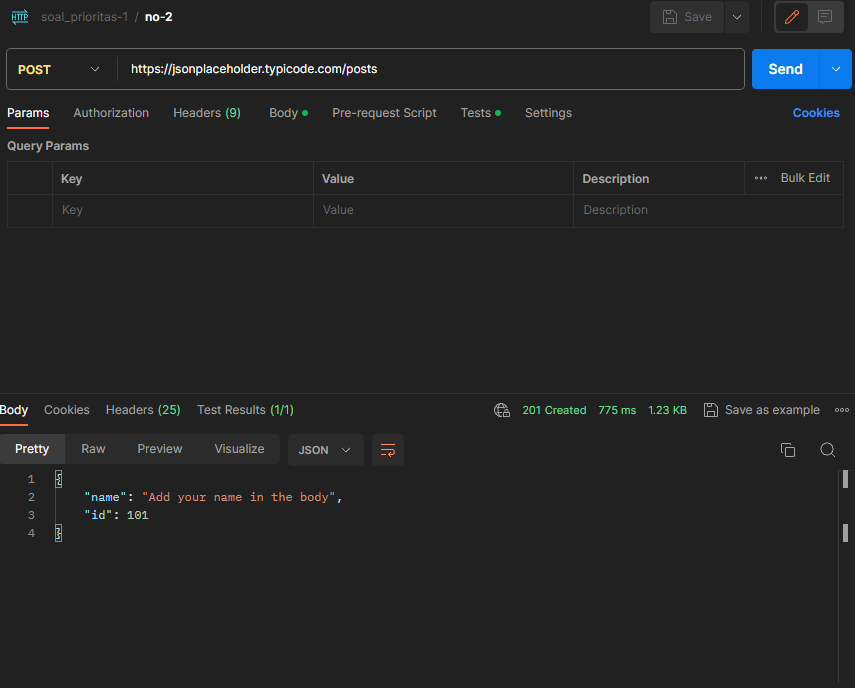 HTTP soal_prioritas-1 / no-2 Save
POST https://jsonplaceholder.typicode.com/posts Send
Params Authorization Headers (9) Body Pre-request Script Tests Settings Cookies
Query Params
Key Value Description Bulk Edit
Key Value Description
Body Cookies Headers (25) Test Results (1/1) 201 Created 775 ms 1.23 KB Save as example
Pretty Raw Preview Visualize JSON
1 {
2 "name": "Add your name in the body",
3 "id": 101
4 }